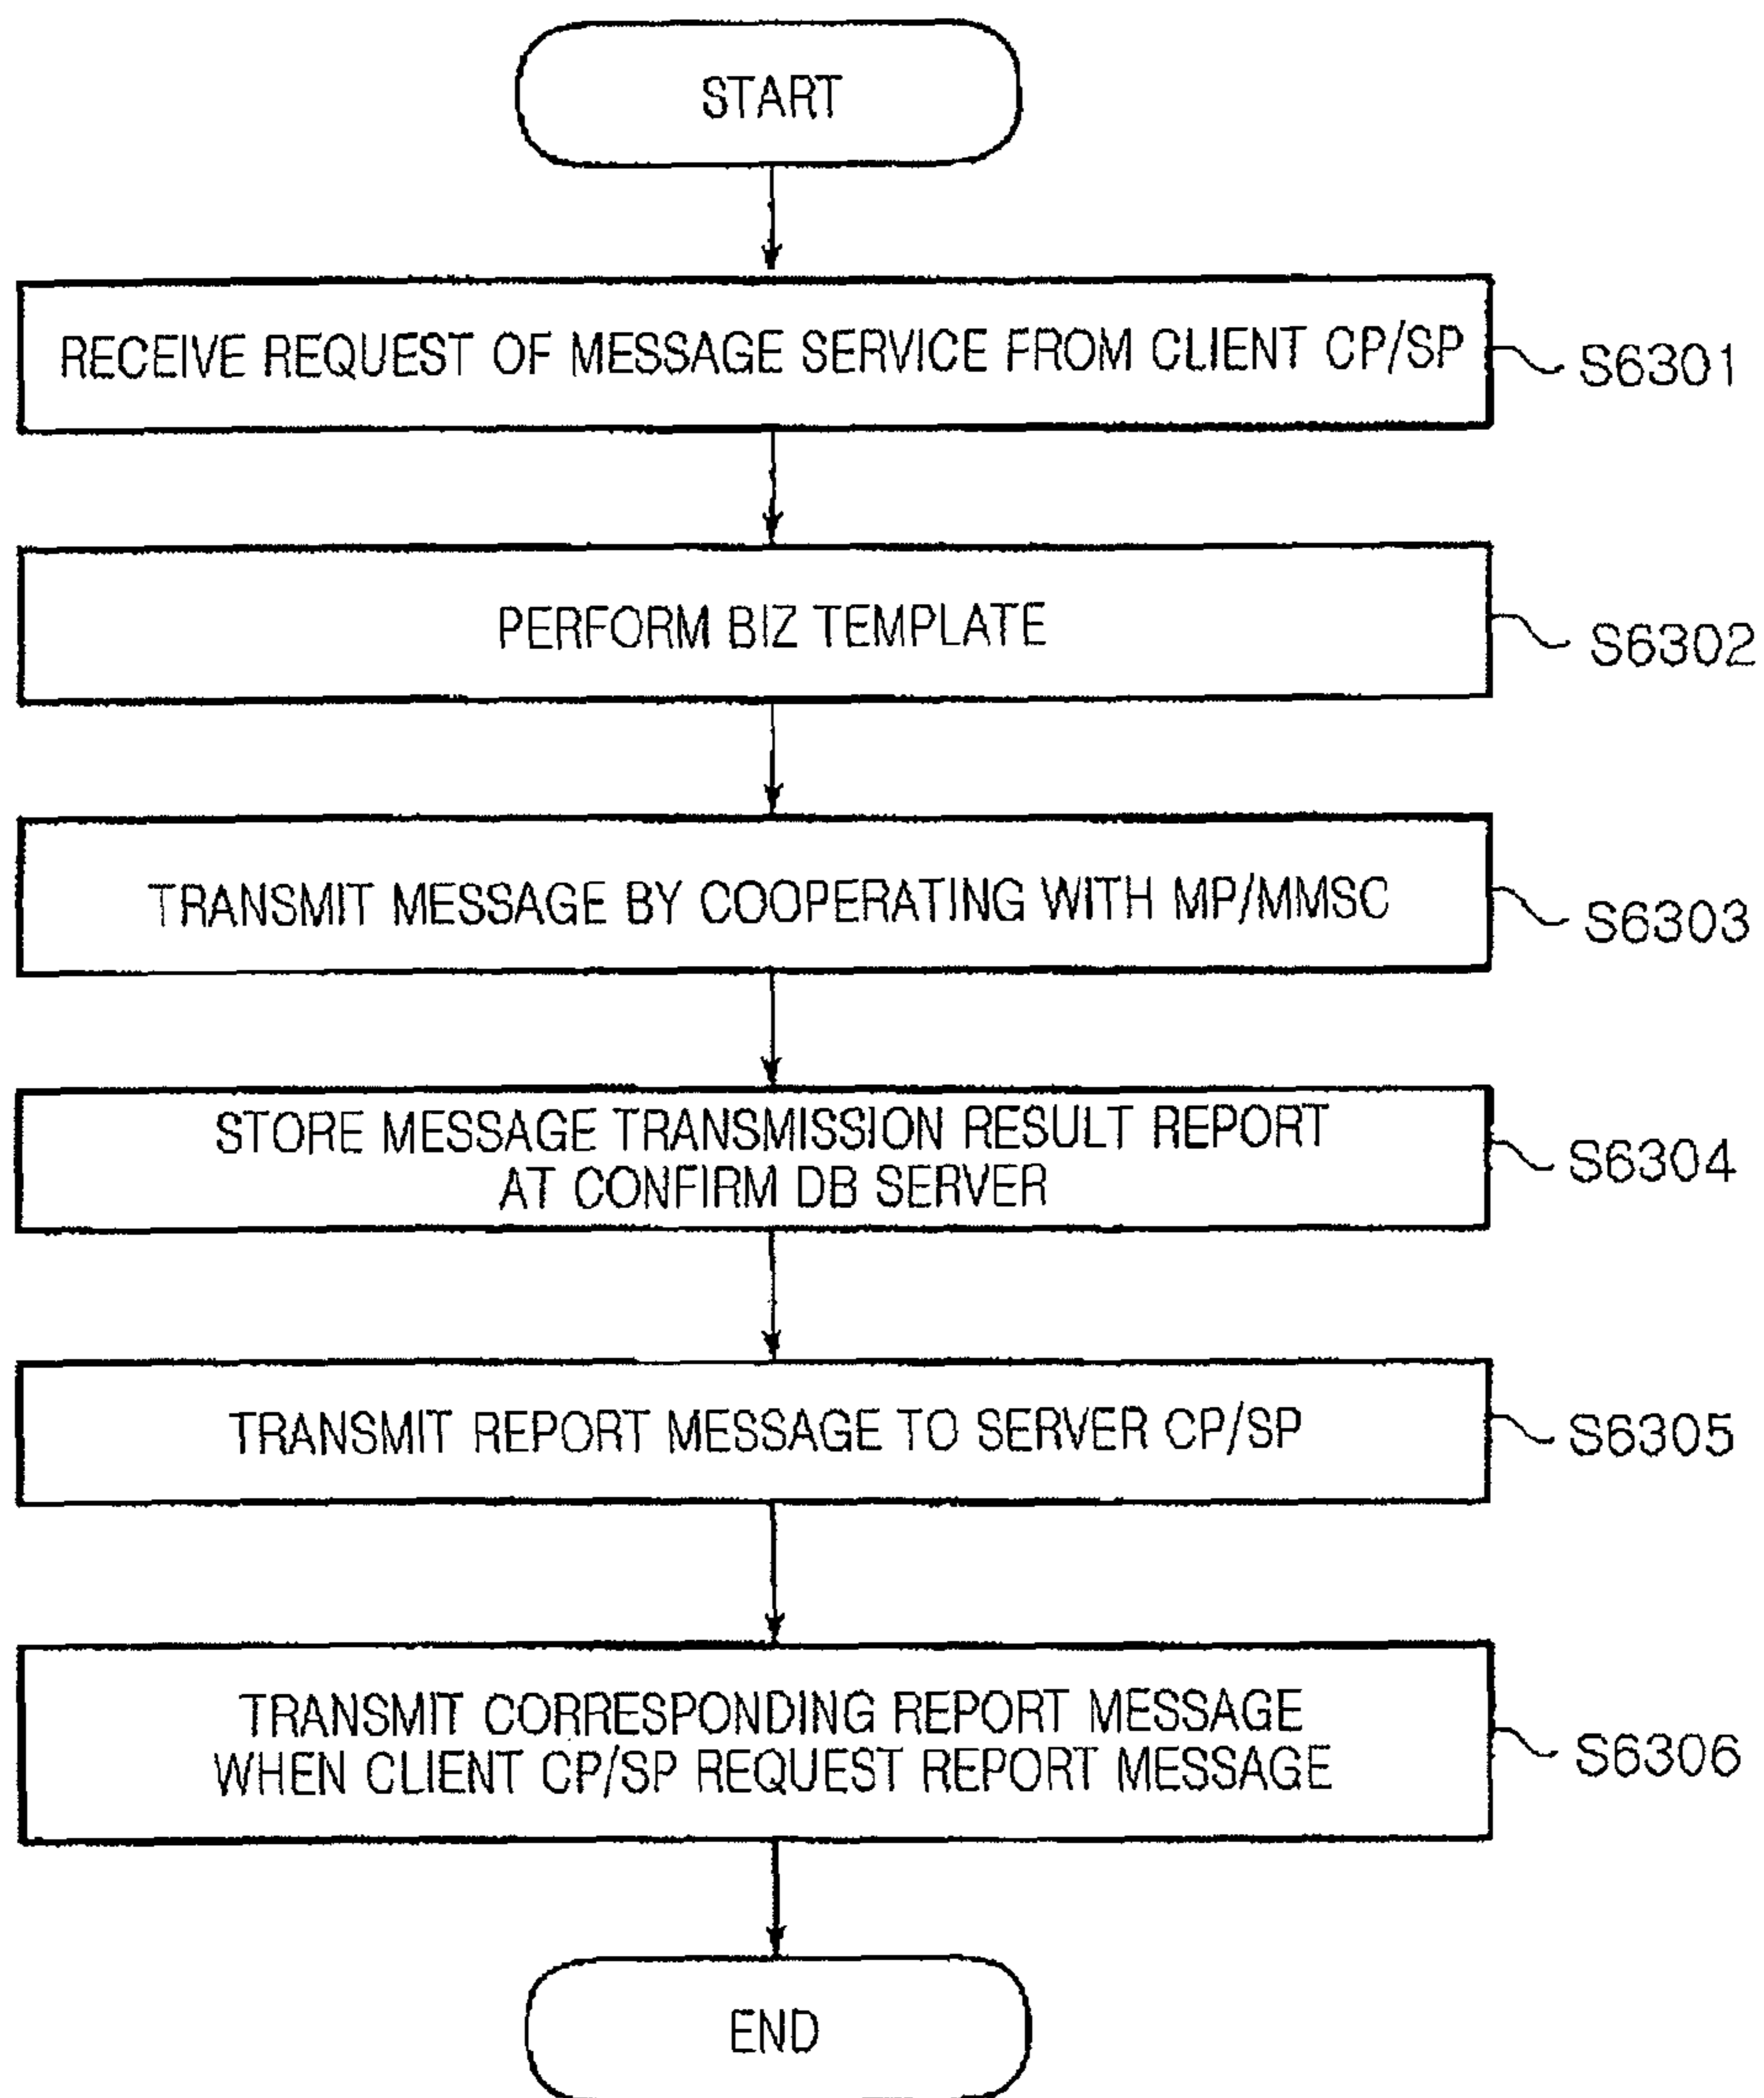 START
RECEIVE REQUEST OF MESSAGE SERVICE FROM CLIENT CP/SP
S6301
PERFORM BIZ TEMPLATE
S6302
TRANSMIT MESSAGE BY COOPERATING WITH MP/MMSC
S6303
STORE MESSAGE TRANSMISSION RESULT REPORT
AT CONFIRM DB SERVER
S6304
TRANSMIT REPORT MESSAGE TO SERVER CP/SP
S6305
TRANSMIT CORRESPONDING REPORT MESSAGE
WHEN CLIENT CP/SP REQUEST REPORT MESSAGE
S6306
END